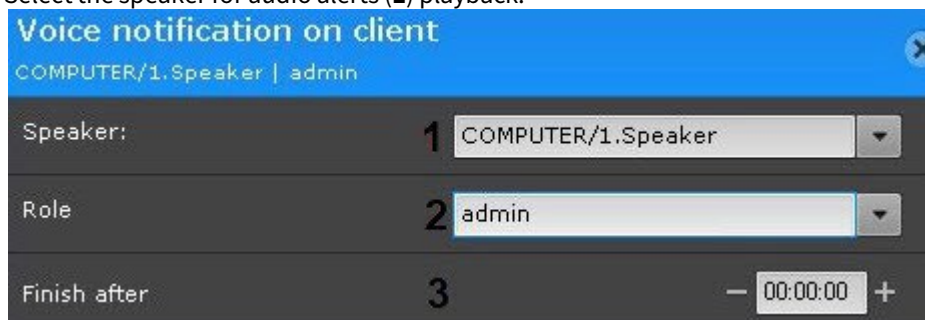 Select the speaker for audio alerts (1) playback.
Voice notification on client
COMPUTER/1.Speaker | admin
Speaker: 1 COMPUTER/1.Speaker
Role 2 admin
Finish after 3 – 00:00:00 +